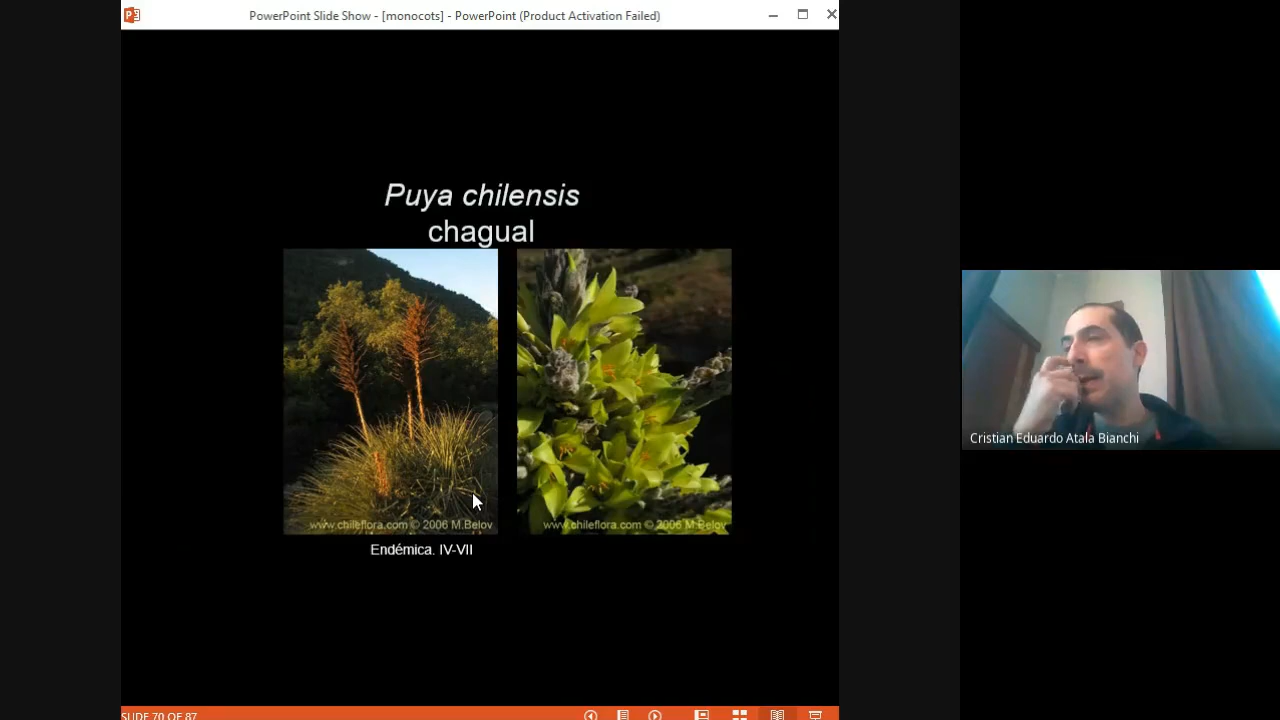 PowerPoint Slide Show - [monocots] - PowerPoint (Product Activation Failed)
Puya chilensis
chagual
www.chileflora.com © 2006 M.Belov
www.chileflora.com © 2006 M.Belov
Endémica. IV-VII
Cristian Eduardo Atala Bianchi
SLIDE 70 OF 87